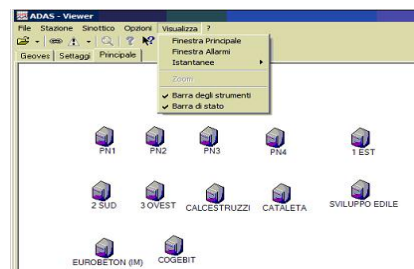 ADAS - Viewer
File Stazione Sinottico Opzioni Visualizza ?
Finestra Principale
Finestra Allarmi
Istantanee
Zoom
Barra degli strumenti
Barra di stato
Geoves Settaggi Principale
PN1 PN2 PN3 PN4 1 EST
2 SUD 3 OVEST CALCESTRUZZI CATALETA SVILUPPO EDILE
EUROBETON (IM) COGEBIT